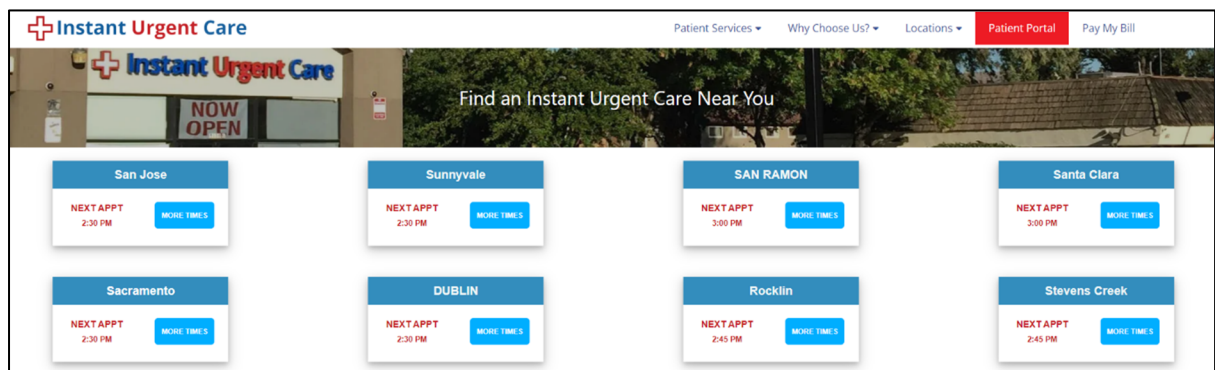 Instant Urgent Care
Patient Services Why Choose Us? Locations Patient Portal Pay My Bill
Instant Urgent Care
NOW
OPEN
Find an Instant Urgent Care Near You
San Jose
NEXT APPT
2:30 PM
MORE TIMES
Sunnyvale
NEXT APPT
2:30 PM
MORE TIMES
SAN RAMON
NEXT APPT
3:00 PM
MORE TIMES
Santa Clara
NEXT APPT
3:00 PM
MORE TIMES
Sacramento
NEXT APPT
2:30 PM
MORE TIMES
DUBLIN
NEXT APPT
2:30 PM
MORE TIMES
Rocklin
NEXT APPT
2:45 PM
MORE TIMES
Stevens Creek
NEXT APPT
2:45 PM
MORE TIMES